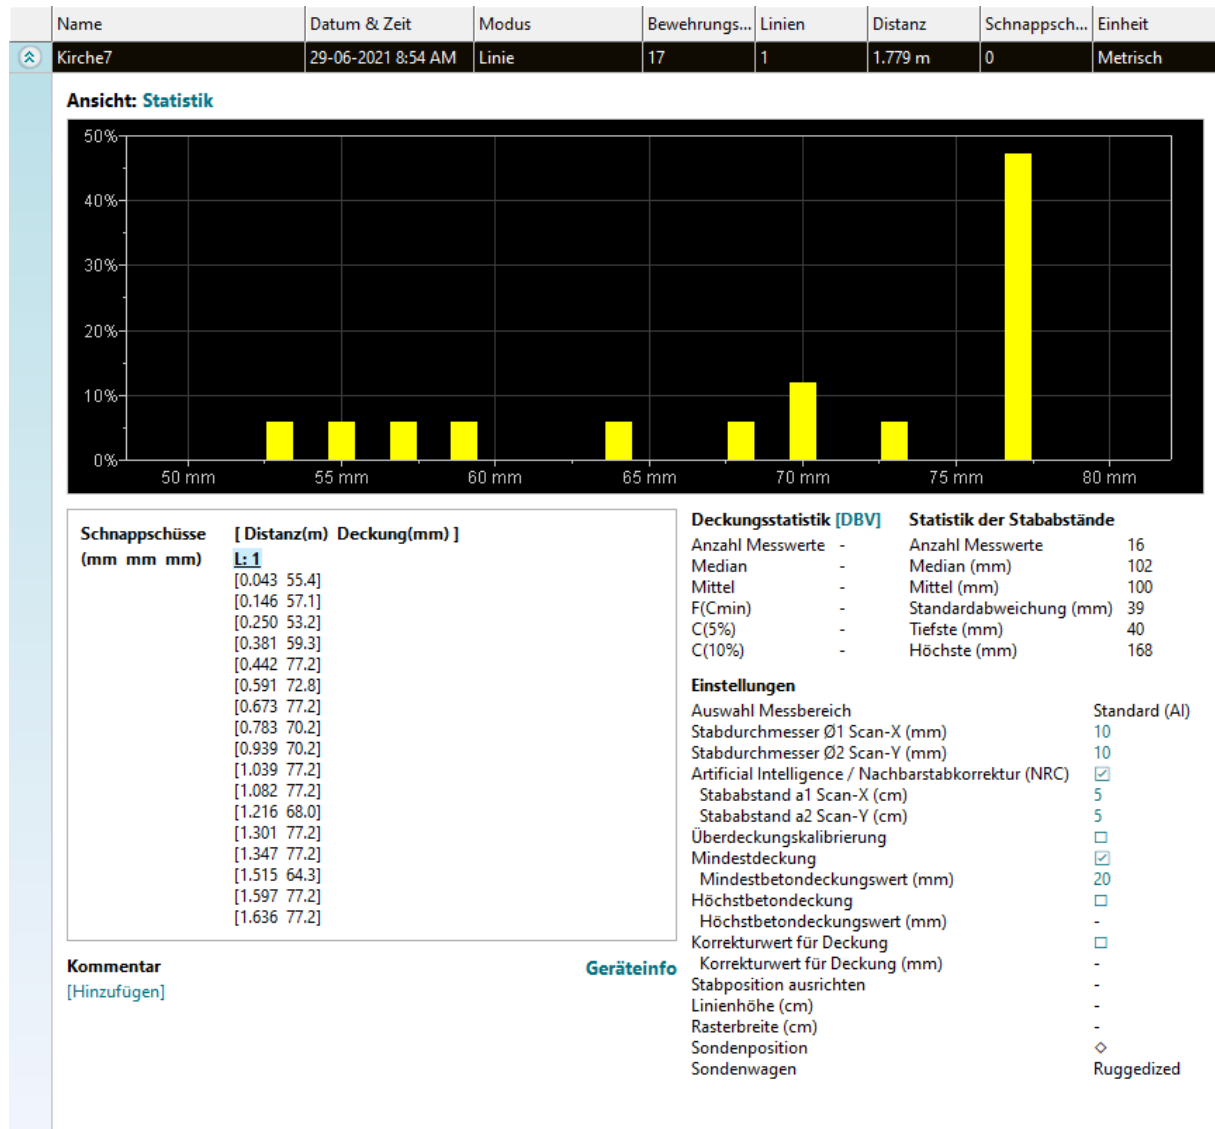 Name Datum & Zeit Modus Bewehrungs... Linien Distanz Schnappsch... Einheit
Kirche7 29-06-2021 8:54 AM Linie 17 1 1.779 m 0 Metrisch
Ansicht: Statistik
50%
40%
30%
20%
10%
0%
50 mm 55 mm 60 mm 65 mm 70 mm 75 mm 80 mm
Schnappschüsse [ Distanz(m) Deckung(mm) ]
(mm mm mm) L: 1
[0.043 55.4]
[0.146 57.1]
[0.250 53.2]
[0.381 59.3]
[0.442 77.2]
[0.591 72.8]
[0.673 77.2]
[0.783 70.2]
[0.939 70.2]
[1.039 77.2]
[1.082 77.2]
[1.216 68.0]
[1.301 77.2]
[1.347 77.2]
[1.515 64.3]
[1.597 77.2]
[1.636 77.2]
Kommentar
[Hinzufügen]
Geräteinfo
Deckungsstatistik [DBV]
Anzahl Messwerte -
Median -
Mittel -
F(Cmin) -
C(5%) -
C(10%) -
Statistik der Stababstände
Anzahl Messwerte 16
Median (mm) 102
Mittel (mm) 100
Standardabweichung (mm) 39
Tiefste (mm) 40
Höchste (mm) 168
Einstellungen
Auswahl Messbereich Standard (AI)
Stabdurchmesser Ø1 Scan-X (mm) 10
Stabdurchmesser Ø2 Scan-Y (mm) 10
Artificial Intelligence / Nachbarstabkorrektur (NRC)
Stababstand a1 Scan-X (cm) 5
Stababstand a2 Scan-Y (cm) 5
Überdeckungskalibrierung
Mindestdeckung
Mindestbetondeckungswert (mm) 20
Höchstbetondeckung
Höchstbetondeckungswert (mm) -
Korrekturwert für Deckung
Korrekturwert für Deckung (mm) -
Stabposition ausrichten -
Linienhöhe (cm) -
Rasterbreite (cm) -
Sondenposition
Sondenwagen Ruggedized